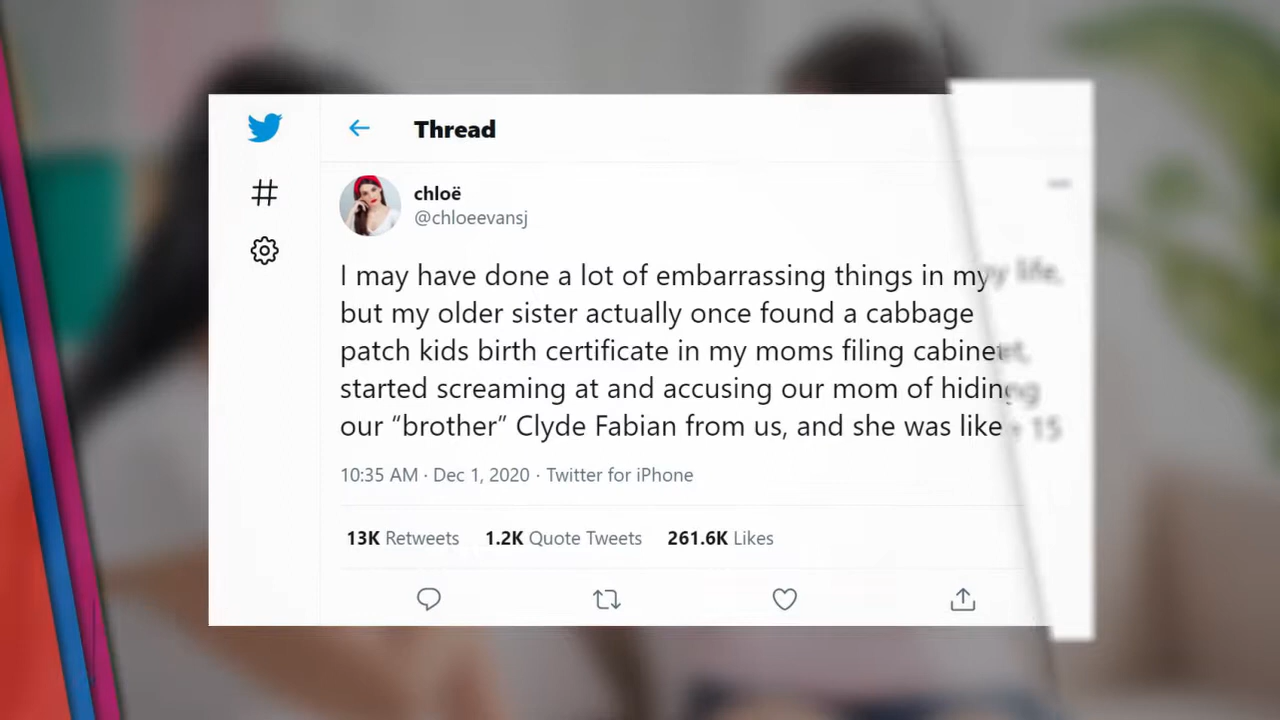 Thread
chloë
@chloeevansj
I may have done a lot of embarrassing things in my life,
but my older sister actually once found a cabbage
patch kids birth certificate in my moms filing cabinet,
started screaming at and accusing our mom of hiding
our “brother” Clyde Fabian from us, and she was like 15
10:35 AM · Dec 1, 2020 · Twitter for iPhone
13K Retweets 1.2K Quote Tweets 261.6K Likes